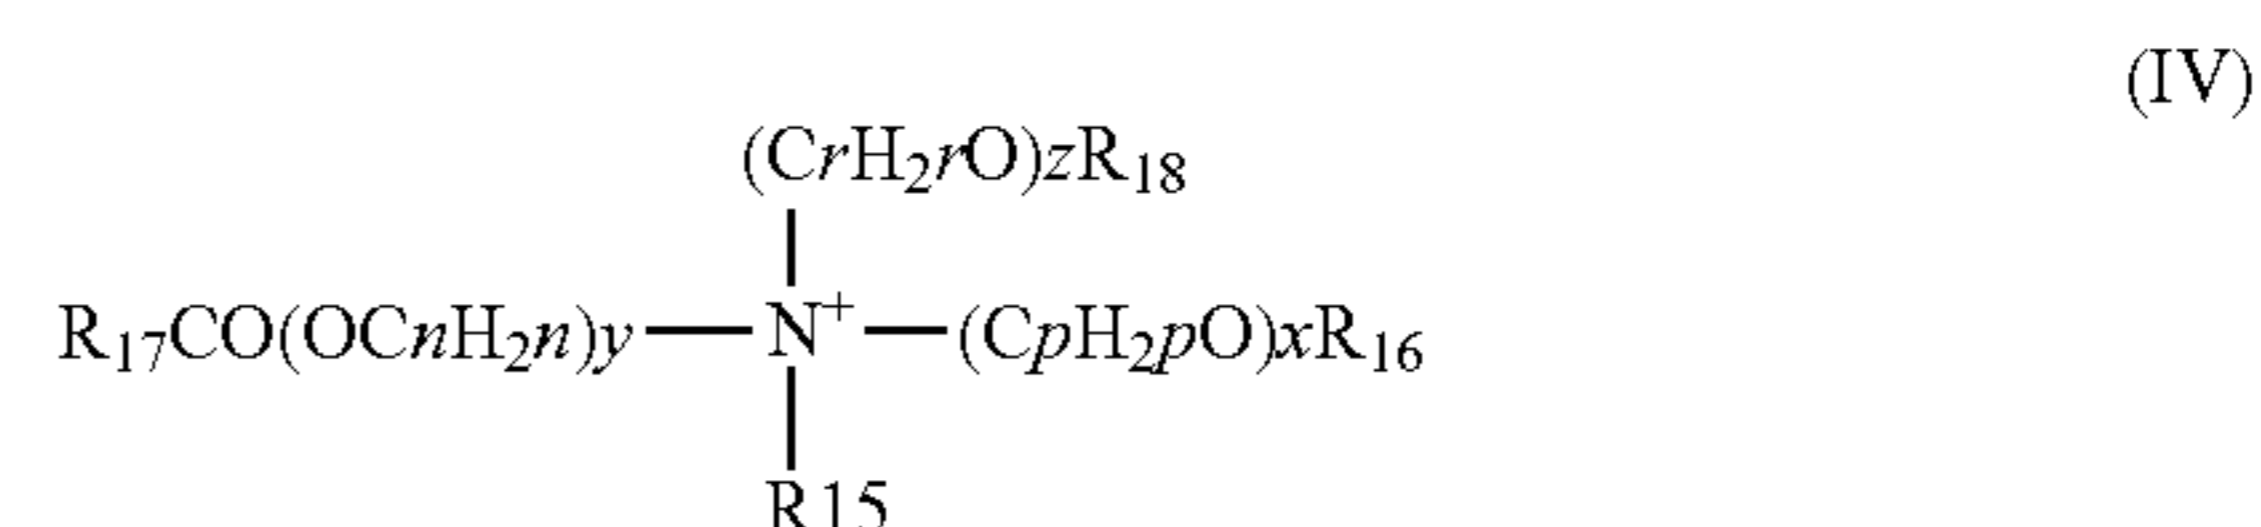 (IV)
(CrH₂rO)zR₁₈
R₁₇CO(OCnH₂n)y—N⁺—(CpH₂pO)xR₁₆
R15